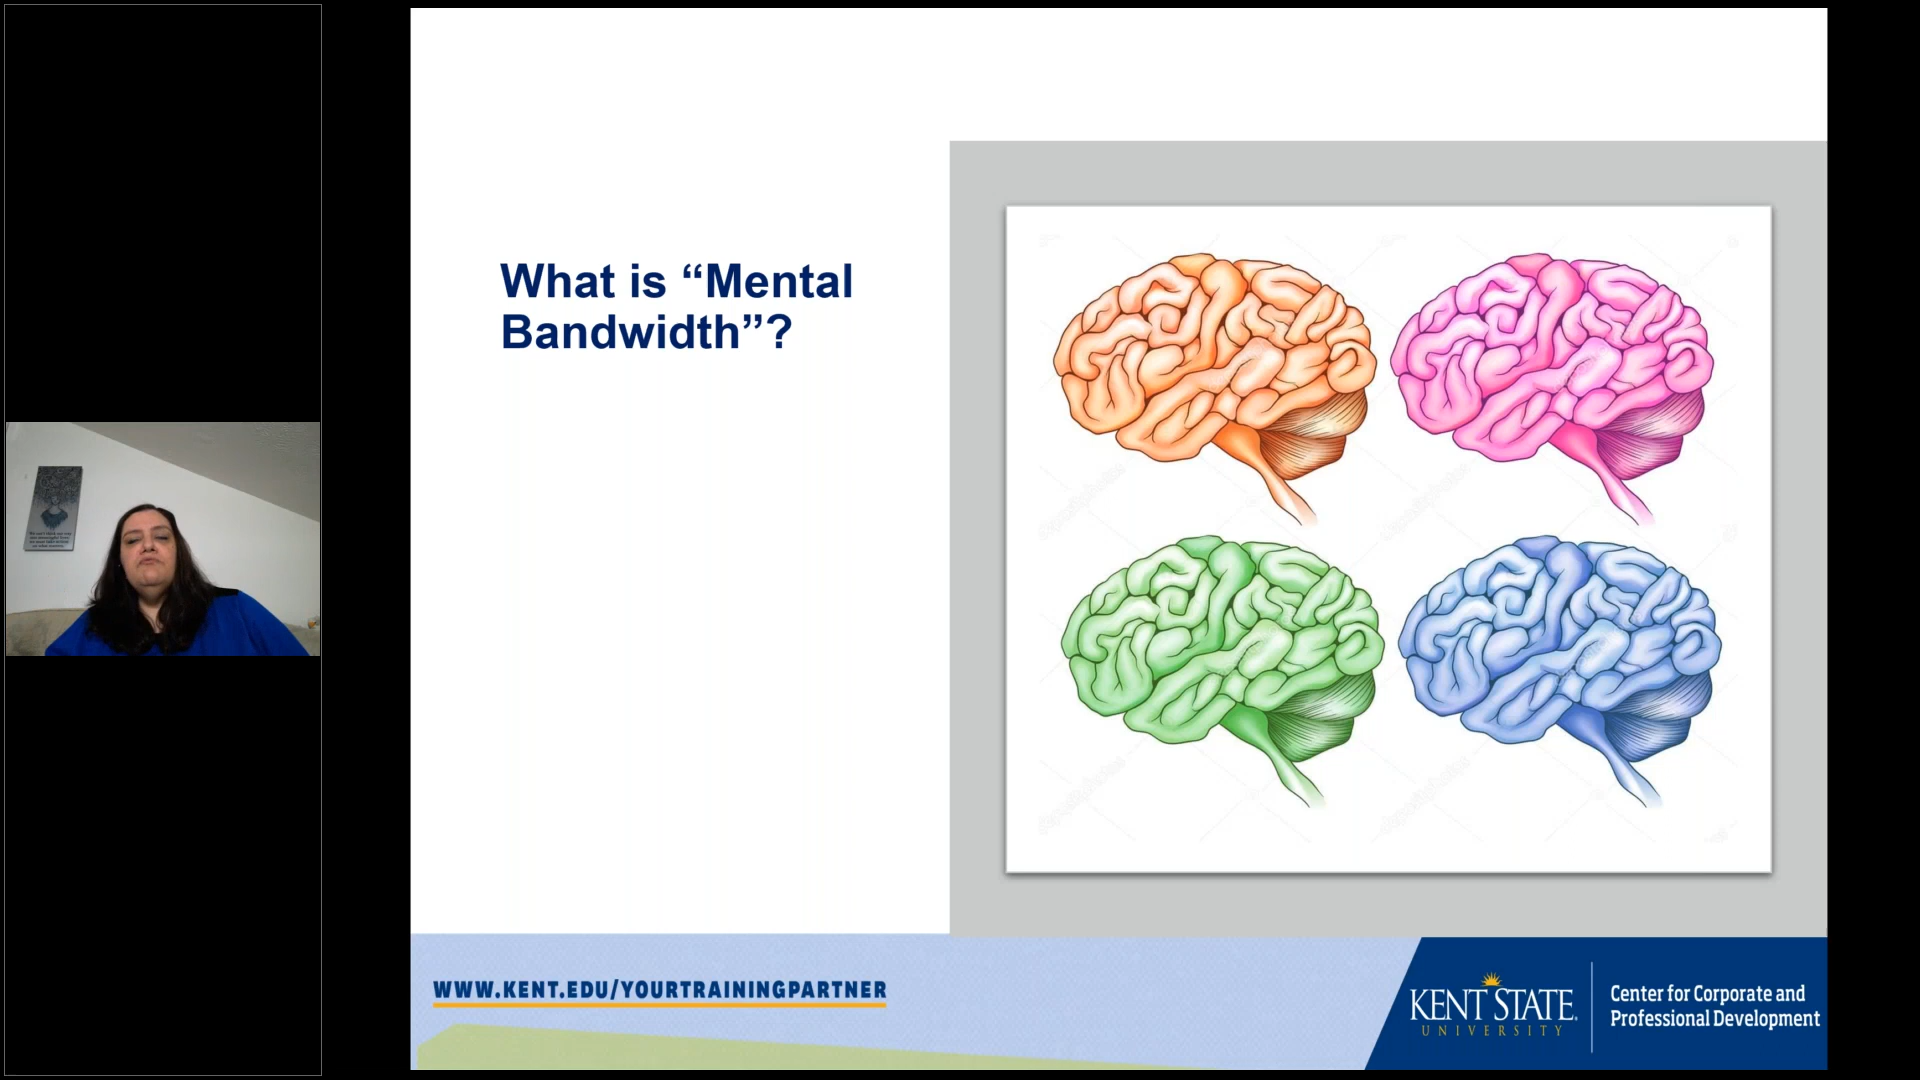 What is “Mental
Bandwidth”?
WWW.KENT.EDU/YOURTRAININGPARTNER
KENT STATE
UNIVERSITY
Center for Corporate and
Professional Development